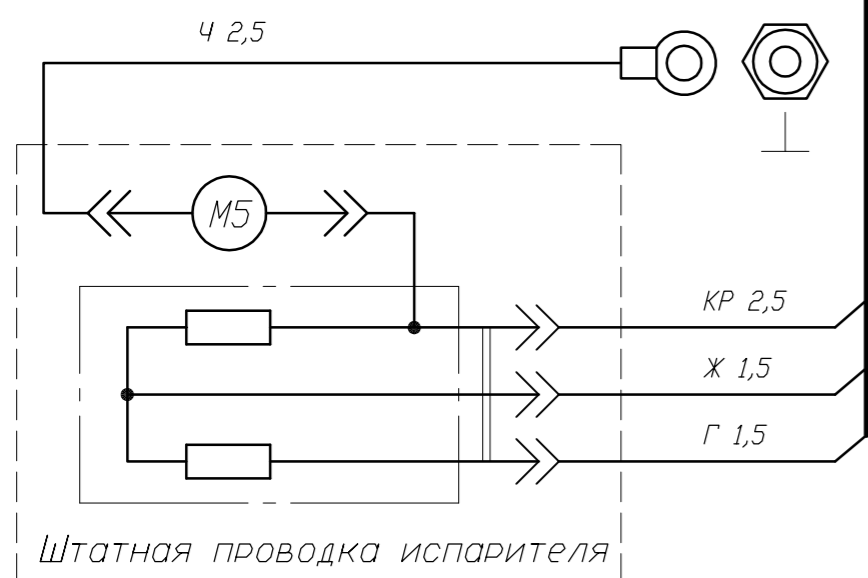 Ч 2,5
М5
КР 2,5
Ж 1,5
Г 1,5
Штатная проводка испарителя